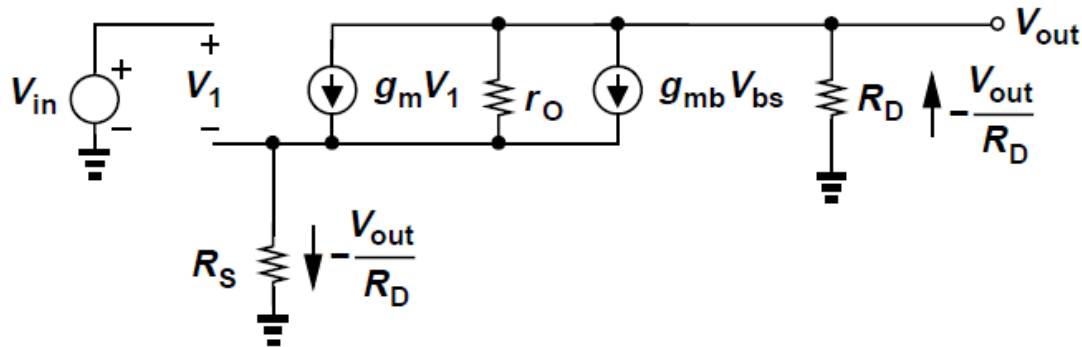 V_in + − V_1 + − g_m V_1 r_O g_mb V_bs R_D − V_out / R_D V_out
R_S − V_out / R_D